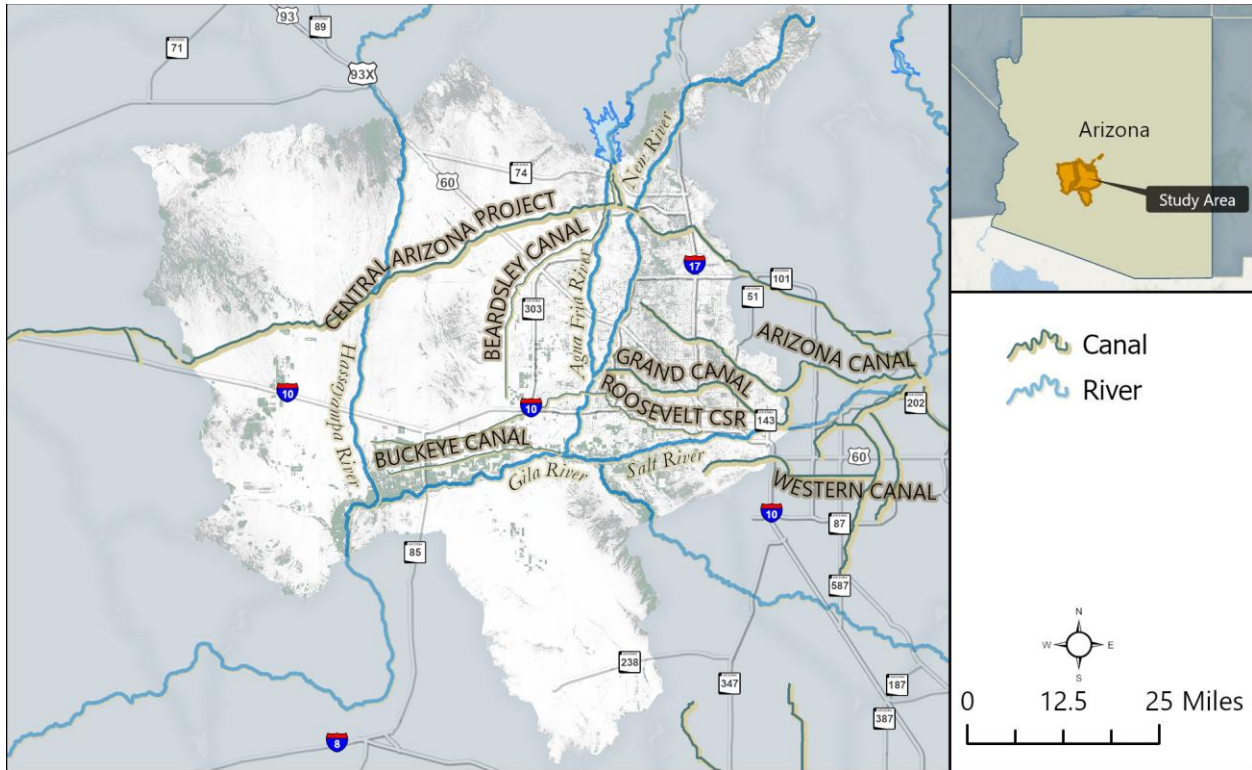 93
89
71
93X
74
60
New River
CENTRAL ARIZONA PROJECT
BEARDSLEY CANAL
Agua Fria River
Hassayampa River
303
17
101
51
ARIZONA CANAL
GRAND CANAL
ROOSEVELT CSR
10
10
143
202
BUCKEYE CANAL
Gila River
Salt River
60
WESTERN CANAL
10
87
85
587
238
347
187
387
8
Arizona
Study Area
Canal
River
N
W E
S
0 12.5 25 Miles